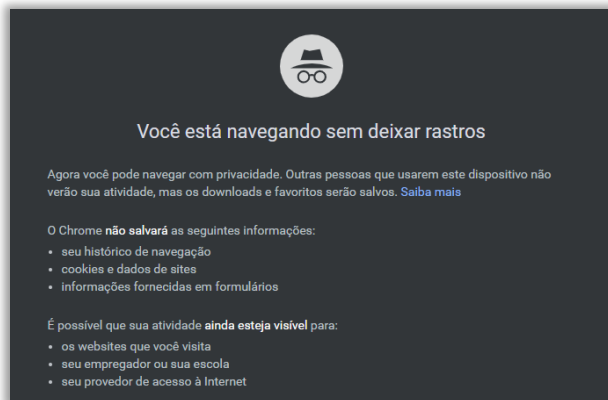 Você está navegando sem deixar rastros
Agora você pode navegar com privacidade. Outras pessoas que usarem este dispositivo não
verão sua atividade, mas os downloads e favoritos serão salvos. Saiba mais
O Chrome não salvará as seguintes informações:
• seu histórico de navegação
• cookies e dados de sites
• informações fornecidas em formulários
É possível que sua atividade ainda esteja visível para:
• os websites que você visita
• seu empregador ou sua escola
• seu provedor de acesso à Internet